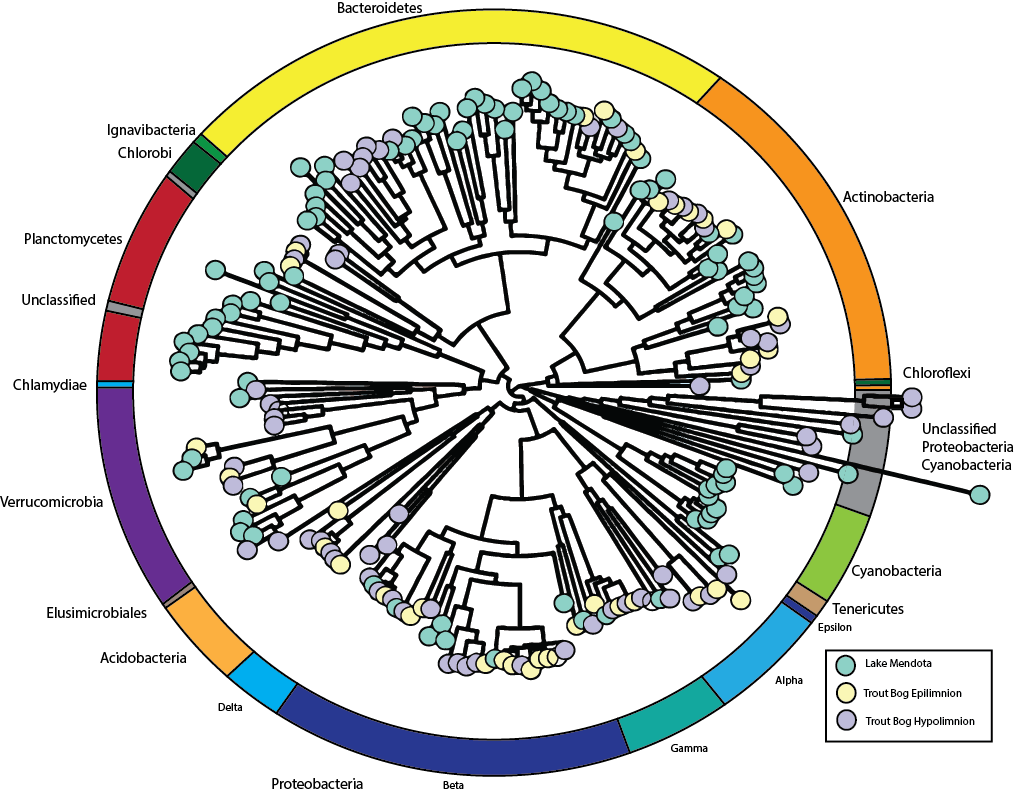 Bacteroidetes
Ignavibacteria
Chlorobi
Actinobacteria
Planctomycetes
Unclassified
Chlamydiae
Chloroflexi
Unclassified
Proteobacteria
Cyanobacteria
Verrucomicrobia
Cyanobacteria
Elusimicrobiales
Tenericutes
Epsilon
Acidobacteria
Lake Mendota
Trout Bog Epilimnion
Trout Bog Hypolimnion
Alpha
Delta
Gamma
Proteobacteria
Beta